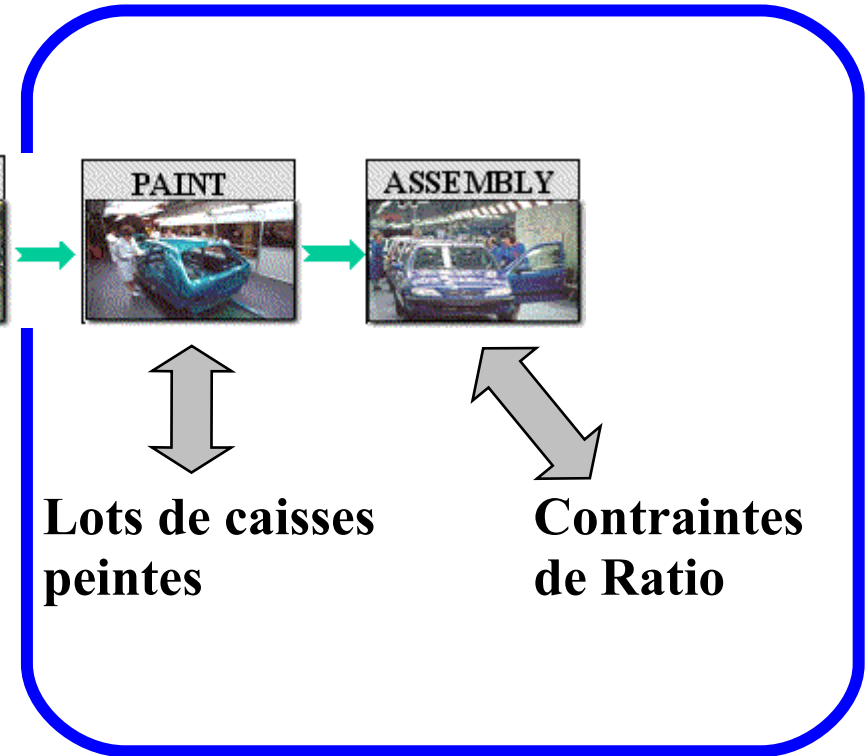 PAINT
ASSEMBLY
Lots de caisses
peintes
Contraintes
de Ratio